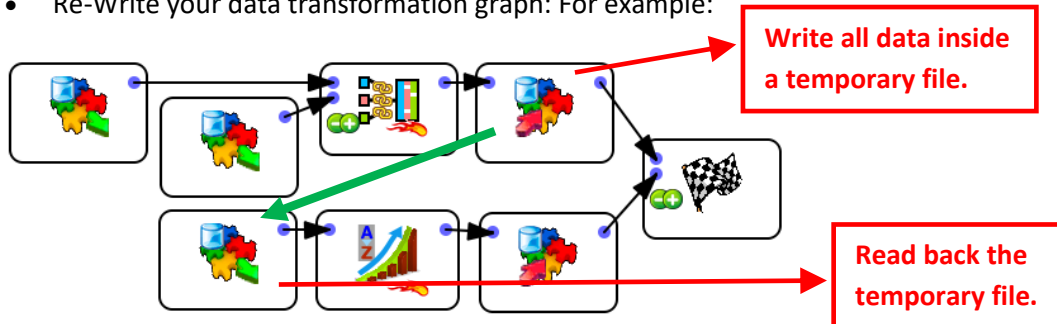 • Re-Write your data transformation graph: For example:
Write all data inside
a temporary file.
A
Z
Read back the
temporary file.